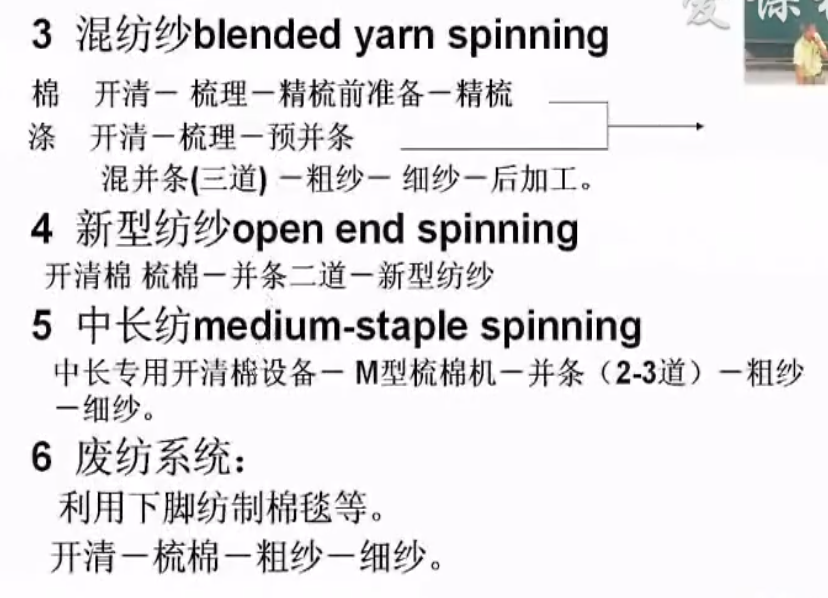 爱课
3 混纺纱blended yarn spinning
棉 开清－ 梳理－精梳前准备－精梳
涤 开清－梳理－预并条
混并条(三道) －粗纱－ 细纱－后加工。
4 新型纺纱open end spinning
开清棉 梳棉－并条二道－新型纺纱
5 中长纺medium-staple spinning
中长专用开清棉设备－ M型梳棉机－并条（2-3道）－粗纱
－细纱。
6 废纺系统：
利用下脚纺制棉毯等。
开清－梳棉－粗纱－细纱。